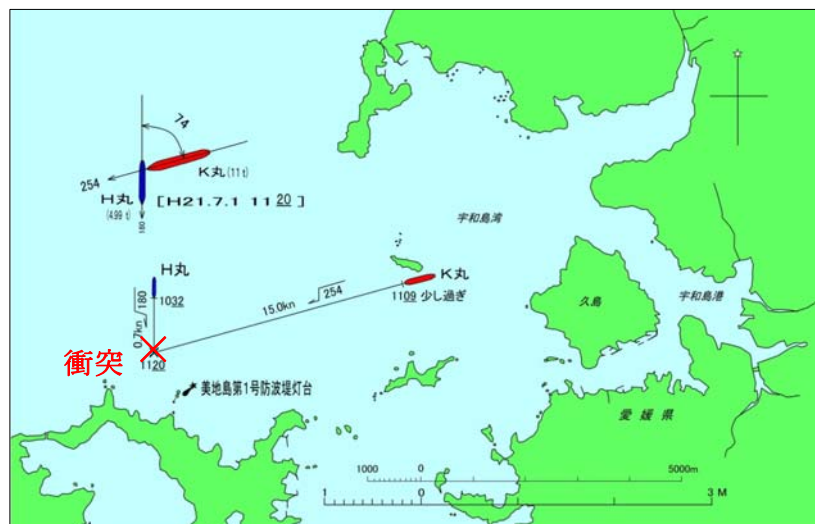 74
254
K丸(11t)
H丸
(4.99t)
[H21.7.1 1120]
180
宇和島湾
H丸
1032
0.7kn 180
15.0kn 254
K丸
1109 少し過ぎ
久島
宇和島港
衝突
1120
美地島第1号防波堤灯台
愛媛県
1000 0 5000m
1 0 3 M